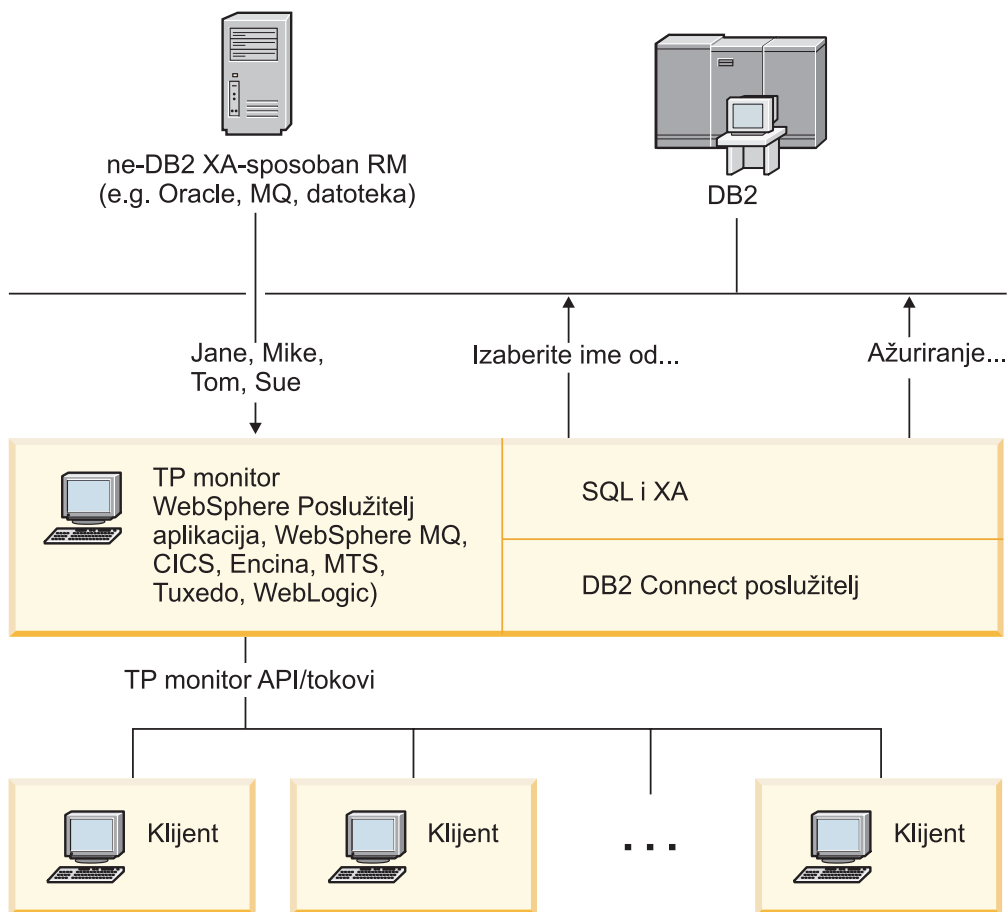 ne-DB2 XA-sposoban RM
(e.g. Oracle, MQ, datoteka)
DB2
Jane, Mike,
Tom, Sue
Izaberite ime od...
Ažuriranje...
TP monitor
WebSphere Poslužitelj
aplikacija, WebSphere MQ,
CICS, Encina, MTS,
Tuxedo, WebLogic)
SQL i XA
DB2 Connect poslužitelj
TP monitor API/tokovi
Klijent
Klijent
...
Klijent